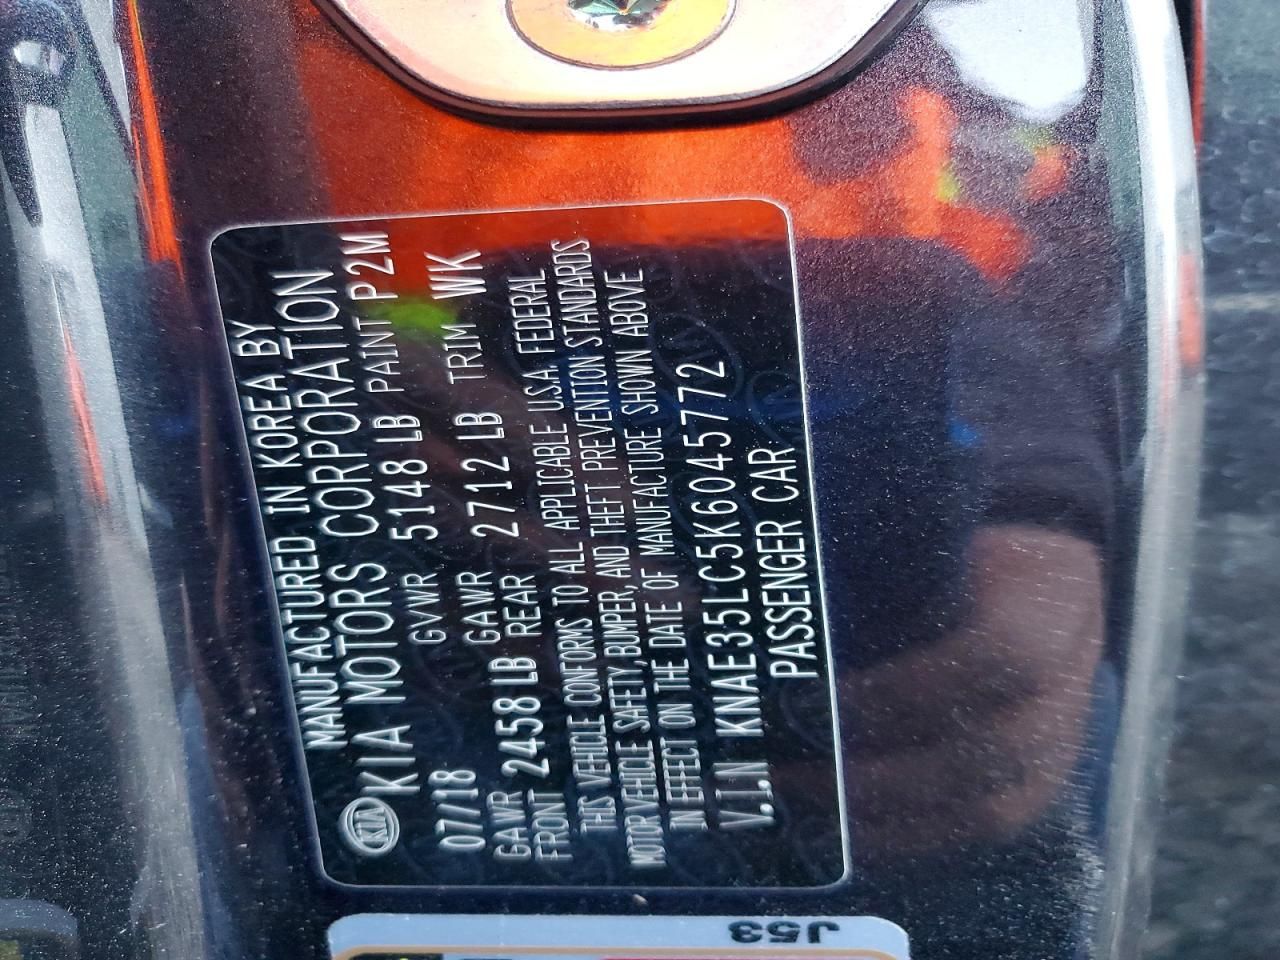 MANUFACTURED IN KOREA BY
KIA KIA MOTORS CORPORATION
07/18 GVWR 5148 LB PAINT P2M
GAWR FRONT 2458 LB GAWR REAR 2712 LB TRIM WK
THIS VEHICLE CONFORMS TO ALL APPLICABLE U.S.A. FEDERAL
MOTOR VEHICLE SAFETY, BUMPER, AND THEFT PREVENTION STANDARDS
IN EFFECT ON THE DATE OF MANUFACTURE SHOWN ABOVE
V.I.N KNAE35LC5K6045772
PASSENGER CAR
J53